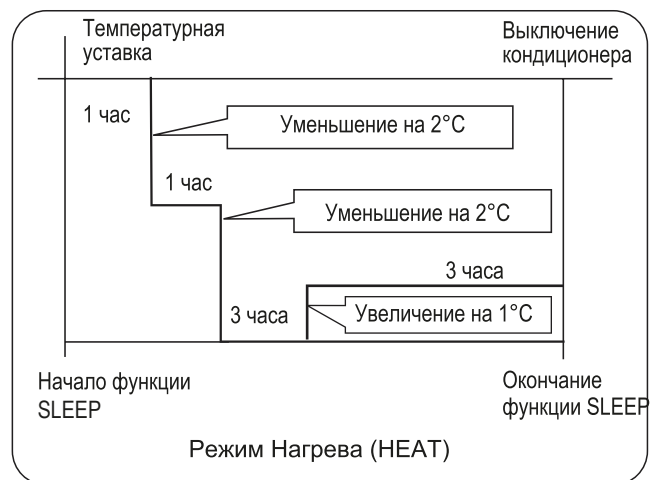 Температурная
уставка
Выключение
кондиционера
1 час
Уменьшение на 2°C
1 час
Уменьшение на 2°C
3 часа
3 часа
Увеличение на 1°C
Начало функции
SLEEP
Окончание
функции SLEEP
Режим Нагрева (HEAT)